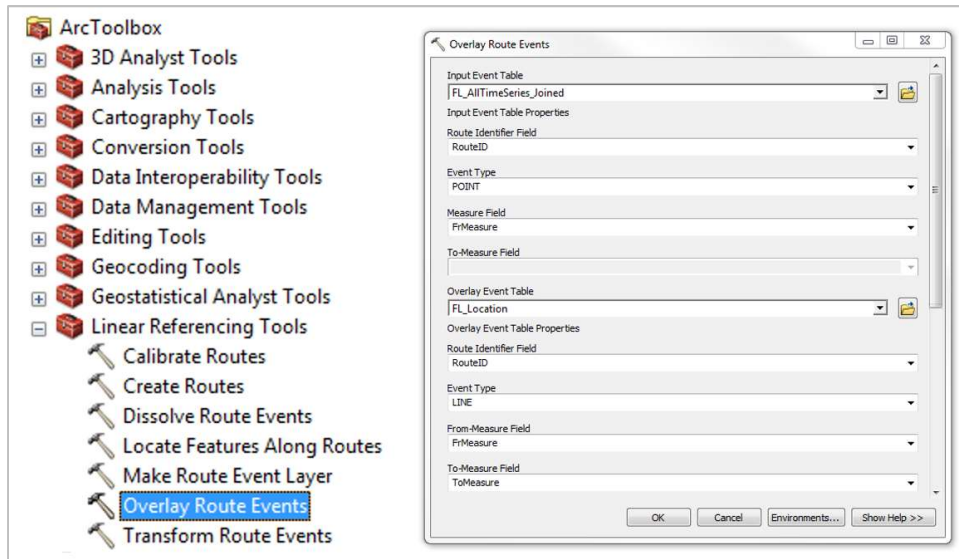 ArcToolbox
3D Analyst Tools
Analysis Tools
Cartography Tools
Conversion Tools
Data Interoperability Tools
Data Management Tools
Editing Tools
Geocoding Tools
Geostatistical Analyst Tools
Linear Referencing Tools
Calibrate Routes
Create Routes
Dissolve Route Events
Locate Features Along Routes
Make Route Event Layer
Overlay Route Events
Transform Route Events
Overlay Route Events
Input Event Table
FL_AllTimeSeries_Joined
Input Event Table Properties
Route Identifier Field
RouteID
Event Type
POINT
Measure Field
FrMeasure
To-Measure Field
Overlay Event Table
FL_Location
Overlay Event Table Properties
Route Identifier Field
RouteID
Event Type
LINE
From-Measure Field
FrMeasure
To-Measure Field
ToMeasure
OK Cancel Environments... Show Help >>